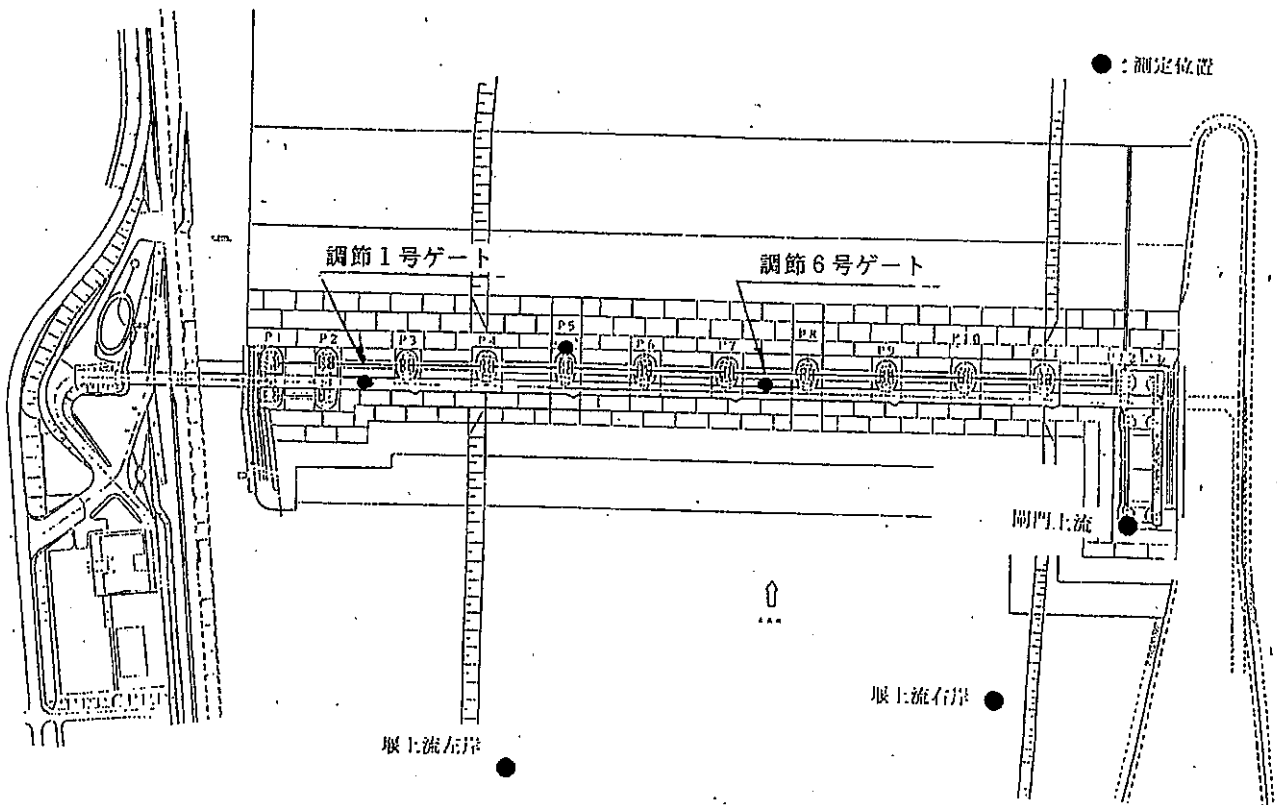 ●：測定位置
調節1号ゲート
調節6号ゲート
P1
P2
P3
P4
P5
P6
P7
P8
P9
P10
P11
閘門上流
堰上流右岸
堰上流左岸